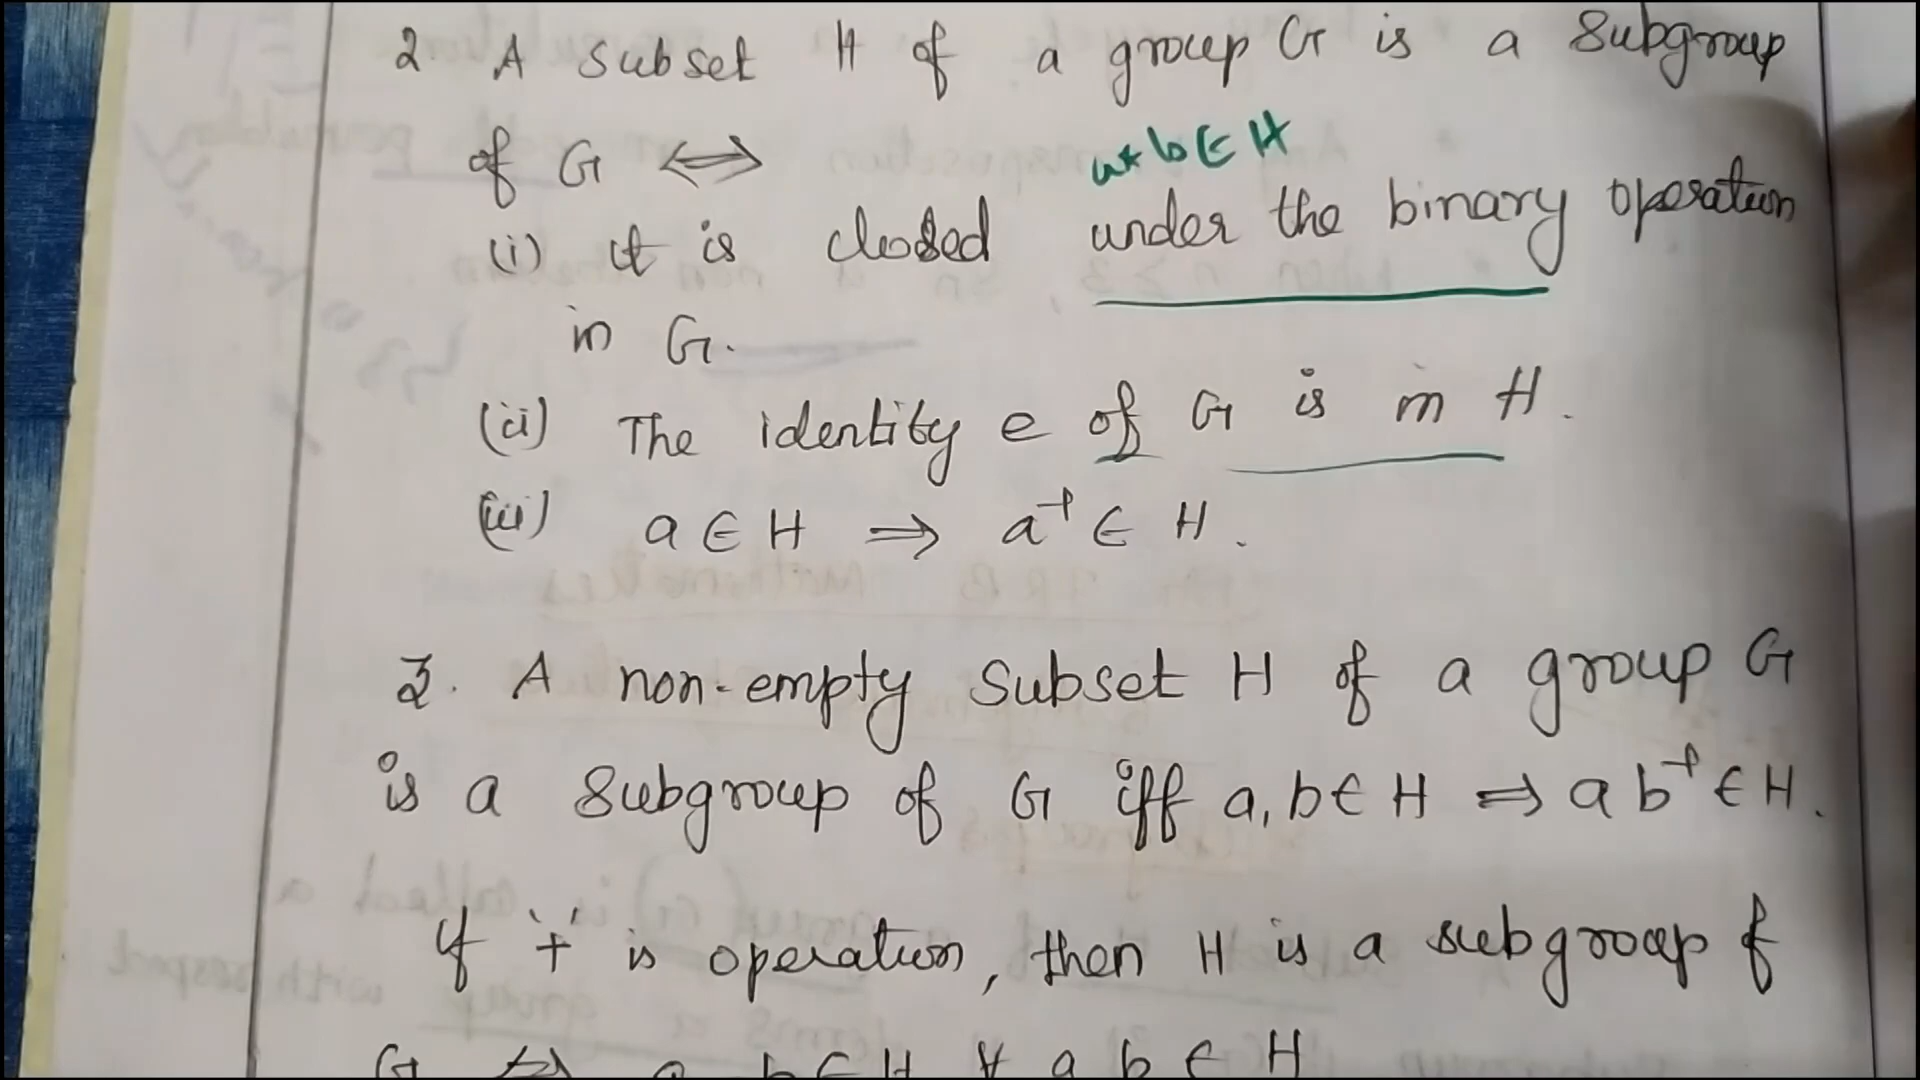 2 A subset H of a group G is a subgroup
a*b∈H
of G ⇔
(i) it is closed under the binary operation
in G.
(ii) The identity e of G is in H.
(iii) a ∈ H ⇒ a⁻¹ ∈ H.
3. A non-empty subset H of a group G
is a subgroup of G iff a, b ∈ H ⇒ a b⁻¹ ∈ H.
If '+' is operation, then H is a subgroup of
G ⇔ a b ∈ H ∀ a b ∈ H